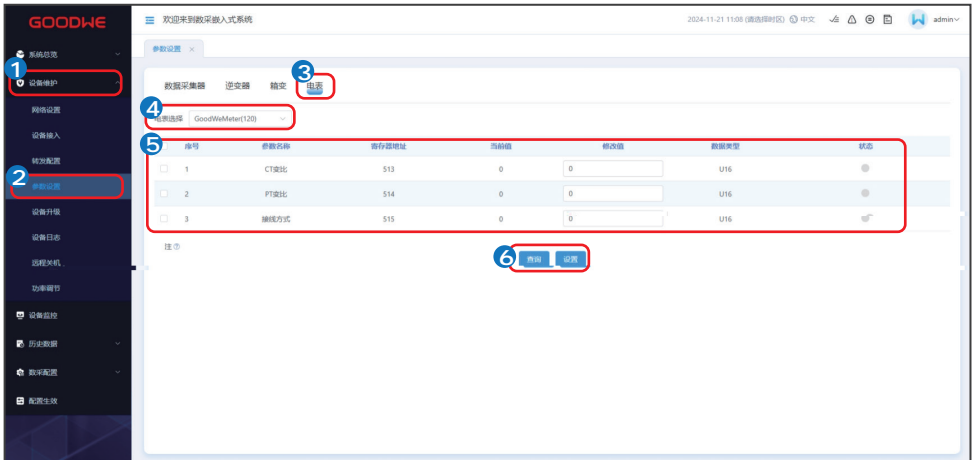 GOODWE
欢迎来到数采嵌入式系统
2024-11-21 11:08 (请选择时区) 中文
admin
系统总览
参数设置 ×
1
设备维护
3
数据采集器 逆变器 箱变 电表
网络设置
4
电表选择 GoodWeMeter(120)
设备接入
5
序号 参数名称 寄存器地址 当前值 修改值 数据类型 状态
转发配置
1 CT变比 513 0 0 U16
2
参数设置
2 PT变比 514 0 0 U16
设备升级
3 接线方式 515 0 0 U16
设备日志
注
6
查询 设置
远程关机
功率调节
设备监控
历史数据
数采配置
配置生效